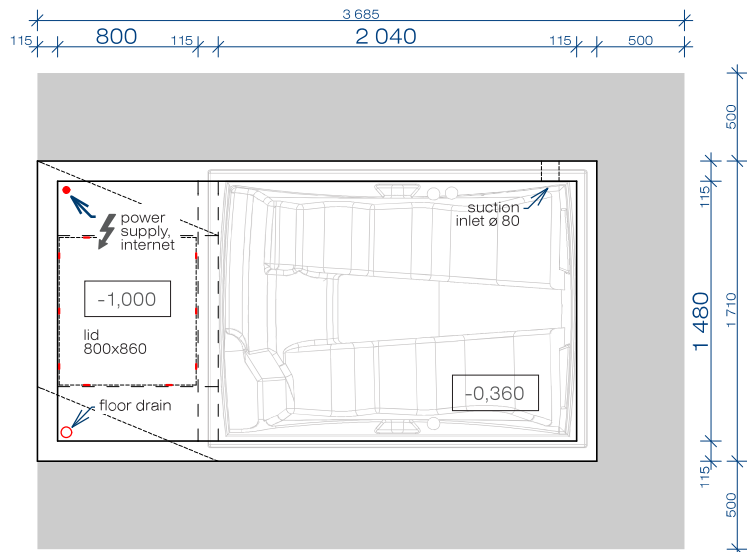 3 685
115
800
115
2 040
115
500
500
115
1 480
1 710
115
500
power
supply,
internet
suction
inlet ø 80
-1,000
lid
800x860
-0,360
floor drain